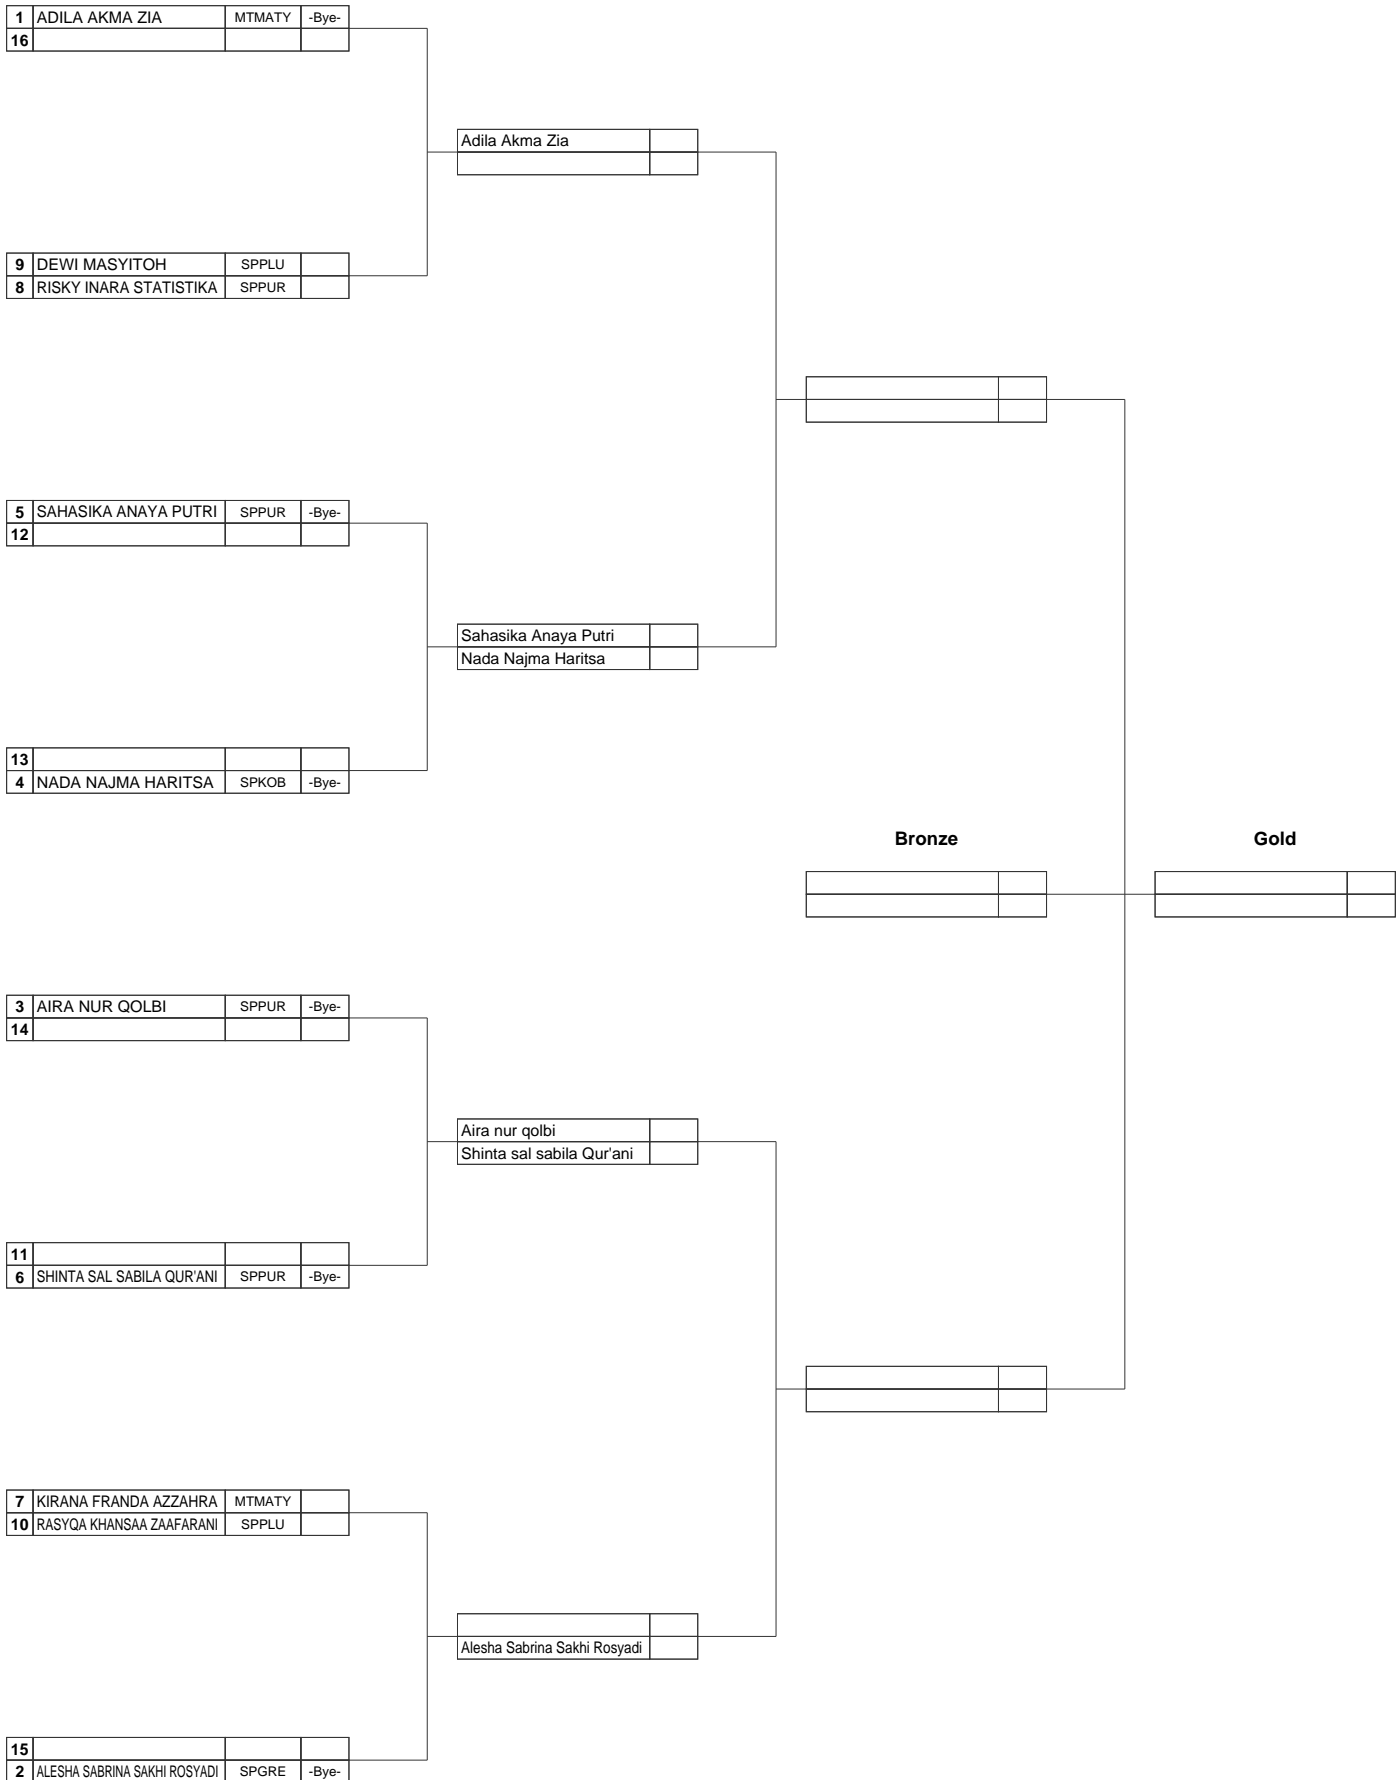 1 ADILA AKMA ZIA MTMATY -Bye-
16
Adila Akma Zia
9 DEWI MASYITOH SPPLU
8 RISKY INARA STATISTIKA SPPUR
5 SAHASIKA ANAYA PUTRI SPPUR -Bye-
12
Sahasika Anaya Putri
Nada Najma Haritsa
13
4 NADA NAJMA HARITSA SPKOB -Bye-
Bronze Gold
3 AIRA NUR QOLBI SPPUR -Bye-
14
Aira nur qolbi
Shinta sal sabila Qur'ani
11
6 SHINTA SAL SABILA QUR'ANI SPPUR -Bye-
7 KIRANA FRANDA AZZAHRA MTMATY
10 RASYQA KHANSAA ZAAFARANI SPPLU
Alesha Sabrina Sakhi Rosyadi
15
2 ALESHA SABRINA SAKHI ROSYADI SPGRE -Bye-